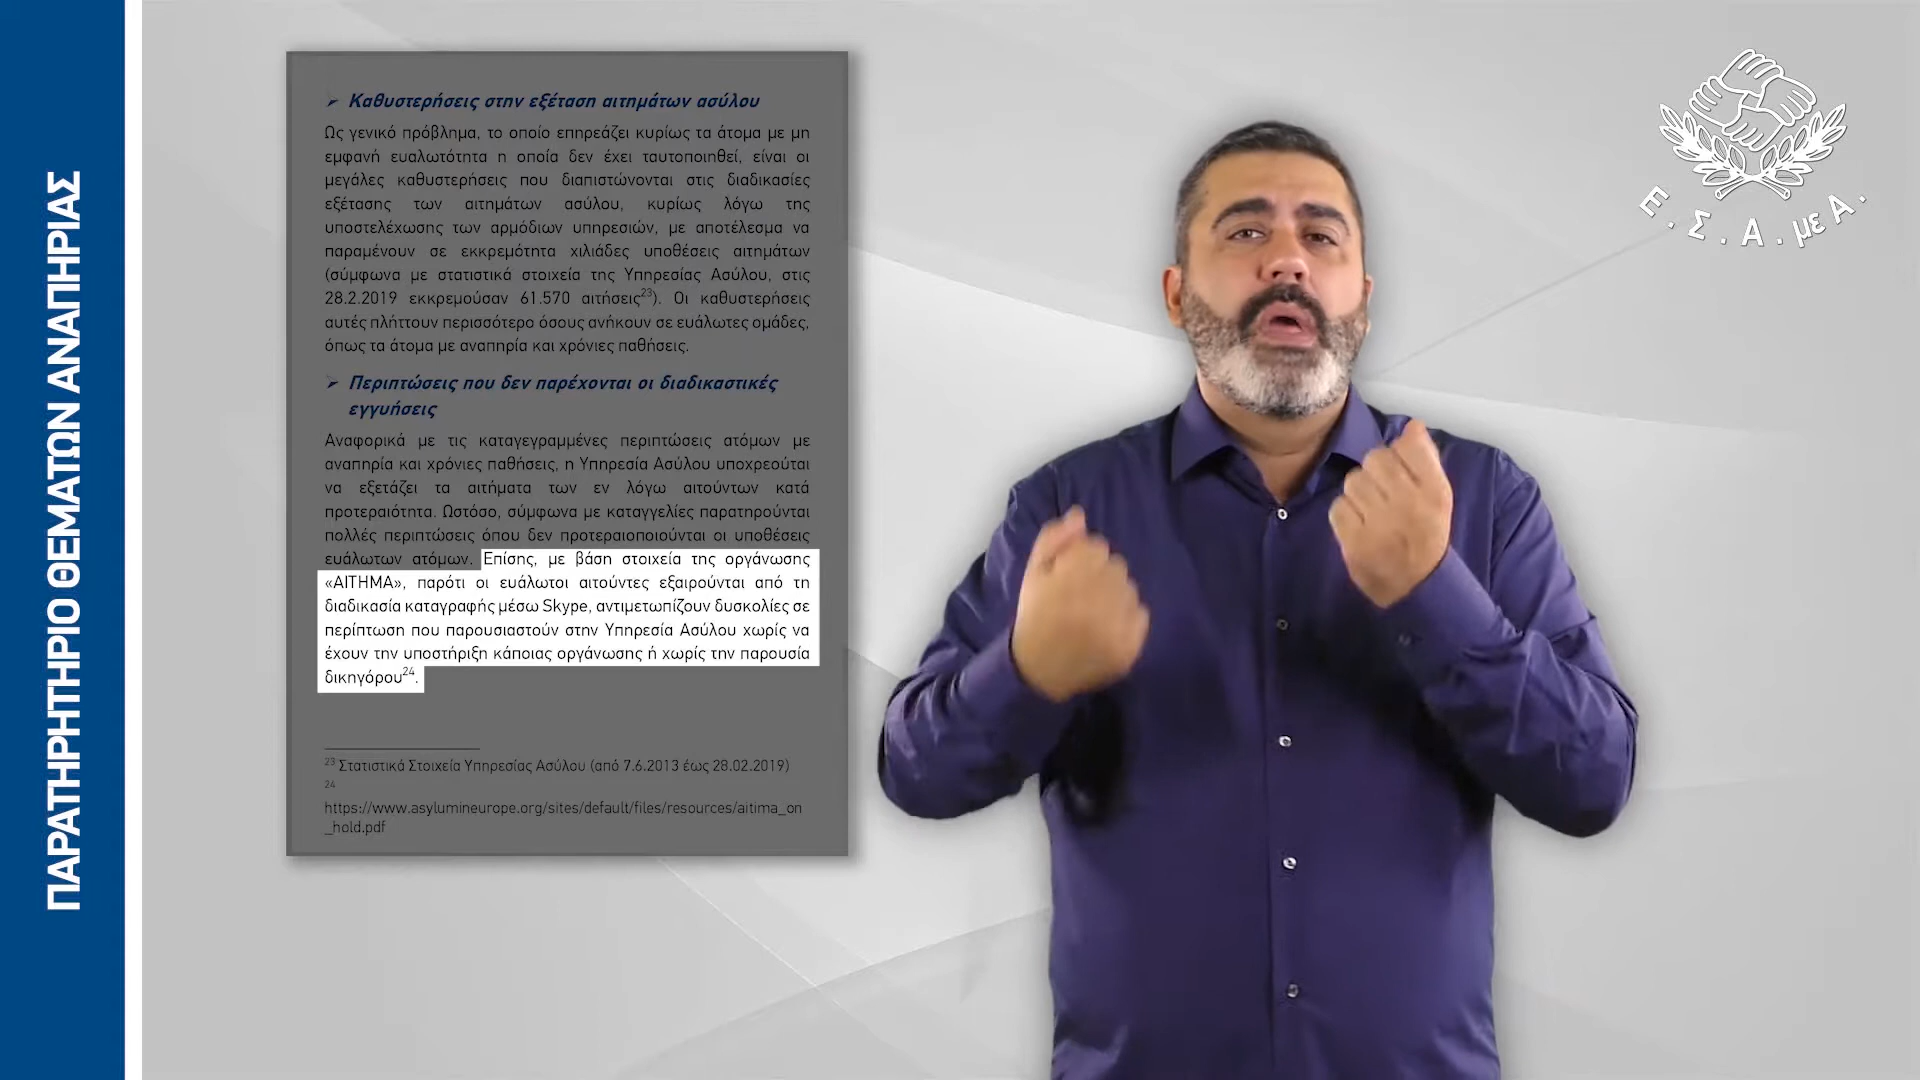 ΠΑΡΑΤΗΡΗΤΗΡΙΟ ΘΕΜΑΤΩΝ ΑΝΑΠΗΡΙΑΣ
➢ Καθυστερήσεις στην εξέταση αιτημάτων ασύλου
Ως γενικό πρόβλημα, το οποίο επηρεάζει κυρίως τα άτομα με μη
εμφανή ευαλωτότητα η οποία δεν έχει ταυτοποιηθεί, είναι οι
μεγάλες καθυστερήσεις που διαπιστώνονται στις διαδικασίες
εξέτασης των αιτημάτων ασύλου, κυρίως λόγω της
υποστελέχωσης των αρμόδιων υπηρεσιών, με αποτέλεσμα να
παραμένουν σε εκκρεμότητα χιλιάδες υποθέσεις αιτημάτων
(σύμφωνα με στατιστικά στοιχεία της Υπηρεσίας Ασύλου, στις
28.2.2019 εκκρεμούσαν 61.570 αιτήσεις23). Οι καθυστερήσεις
αυτές πλήττουν περισσότερο όσους ανήκουν σε ευάλωτες ομάδες,
όπως τα άτομα με αναπηρία και χρόνιες παθήσεις.
➢ Περιπτώσεις που δεν παρέχονται οι διαδικαστικές
εγγυήσεις
Αναφορικά με τις καταγεγραμμένες περιπτώσεις ατόμων με
αναπηρία και χρόνιες παθήσεις, η Υπηρεσία Ασύλου υποχρεούται
να εξετάζει τα αιτήματα των εν λόγω αιτούντων κατά
προτεραιότητα. Ωστόσο, σύμφωνα με καταγγελίες παρατηρούνται
πολλές περιπτώσεις όπου δεν προτεραιοποιούνται οι υποθέσεις
ευάλωτων ατόμων. Επίσης, με βάση στοιχεία της οργάνωσης
«ΑΙΤΗΜΑ», παρότι οι ευάλωτοι αιτούντες εξαιρούνται από τη
διαδικασία καταγραφής μέσω Skype, αντιμετωπίζουν δυσκολίες σε
περίπτωση που παρουσιαστούν στην Υπηρεσία Ασύλου χωρίς να
έχουν την υποστήριξη κάποιας οργάνωσης ή χωρίς την παρουσία
δικηγόρου24.
23 Στατιστικά Στοιχεία Υπηρεσίας Ασύλου (από 7.6.2013 έως 28.02.2019)
24
https://www.asylumineurope.org/sites/default/files/resources/aitima_on
_hold.pdf
Ε.Σ.Α.μεΑ.